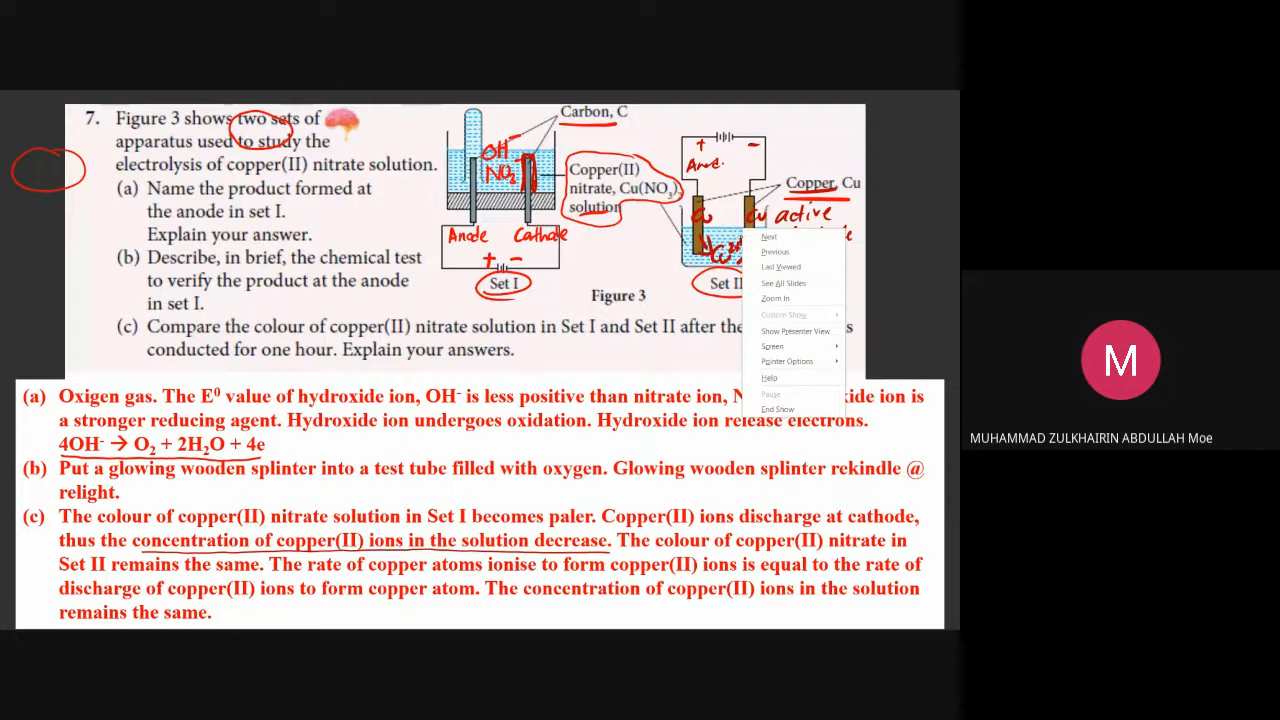 7. Figure 3 shows two sets of
apparatus used to study the
electrolysis of copper(II) nitrate solution.
(a) Name the product formed at
the anode in set I.
Explain your answer.
(b) Describe, in brief, the chemical test
to verify the product at the anode
in set I.
(c) Compare the colour of copper(II) nitrate solution in Set I and Set II after the
conducted for one hour. Explain your answers.
Carbon, C
OH-
Copper(II)
nitrate, Cu(NO3)2
solution
Anode Cathode
+ -
Set I
Figure 3
+ -
Copper, Cu
Cu Cu active
Set II
Next
Previous
Last Viewed
See All Slides
Zoom In
Custom Show
Show Presenter View
Screen
Pointer Options
Help
Pause
End Show
(a) Oxigen gas. The E0 value of hydroxide ion, OH- is less positive than nitrate ion, ion is
a stronger reducing agent. Hydroxide ion undergoes oxidation. Hydroxide ion release electrons.
4OH- → O2 + 2H2O + 4e
(b) Put a glowing wooden splinter into a test tube filled with oxygen. Glowing wooden splinter rekindle @
relight.
(c) The colour of copper(II) nitrate solution in Set I becomes paler. Copper(II) ions discharge at cathode,
thus the concentration of copper(II) ions in the solution decrease. The colour of copper(II) nitrate in
Set II remains the same. The rate of copper atoms ionise to form copper(II) ions is equal to the rate of
discharge of copper(II) ions to form copper atom. The concentration of copper(II) ions in the solution
remains the same.
M
MUHAMMAD ZULKHAIRIN ABDULLAH Moe